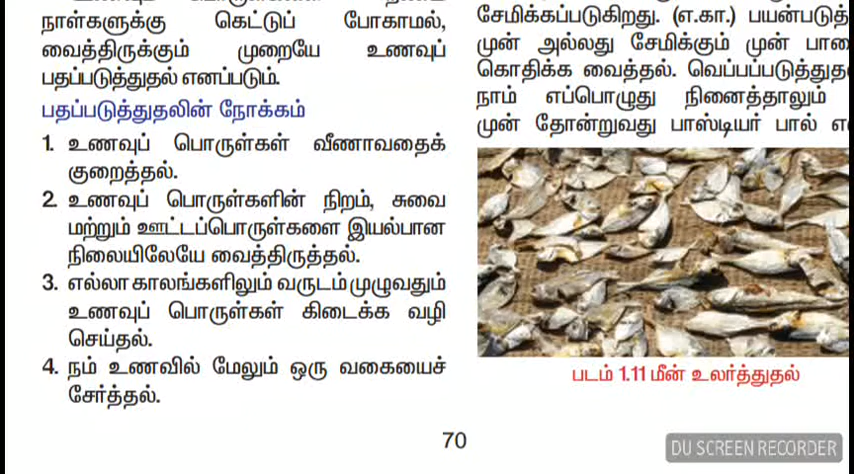 நாள்களுக்கு கெட்டுப் போகாமல்,
வைத்திருக்கும் முறையே உணவுப்
பதப்படுத்துதல் எனப்படும்.
பதப்படுத்துதலின் நோக்கம்
1. உணவுப் பொருள்கள் வீணாவதைக்
குறைத்தல்.
2. உணவுப் பொருள்களின் நிறம், சுவை
மற்றும் ஊட்டப்பொருள்களை இயல்பான
நிலையிலேயே வைத்திருத்தல்.
3. எல்லா காலங்களிலும் வருடம் முழுவதும்
உணவுப் பொருள்கள் கிடைக்க வழி
செய்தல்.
4. நம் உணவில் மேலும் ஒரு வகையைச்
சேர்த்தல்.
சேமிக்கப்படுகிறது. (எ.கா.) பயன்படுத்
முன் அல்லது சேமிக்கும் முன் பாலை
கொதிக்க வைத்தல். வெப்பப்படுத்துத
நாம் எப்பொழுது நினைத்தாலும்
முன் தோன்றுவது பாஸ்டியர் பால் எ
படம் 1.11 மீன் உலர்த்துதல்
70
DU SCREEN RECORDER